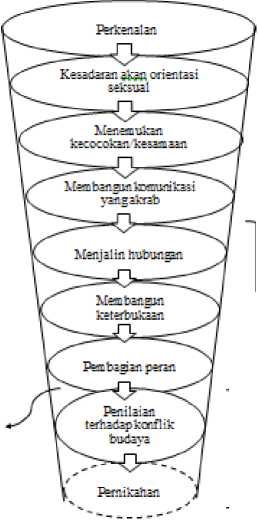 Perkenalan
Kesadaran akan orientasi
seksual
Menemukan
kecocokan/kesamaan
Membangun komunikasi
yang akrab
Menjalin hubungan
Membangun
keterbukaan
Pembagian peran
Penilaian
terhadap konflik
budaya
Pernikahan